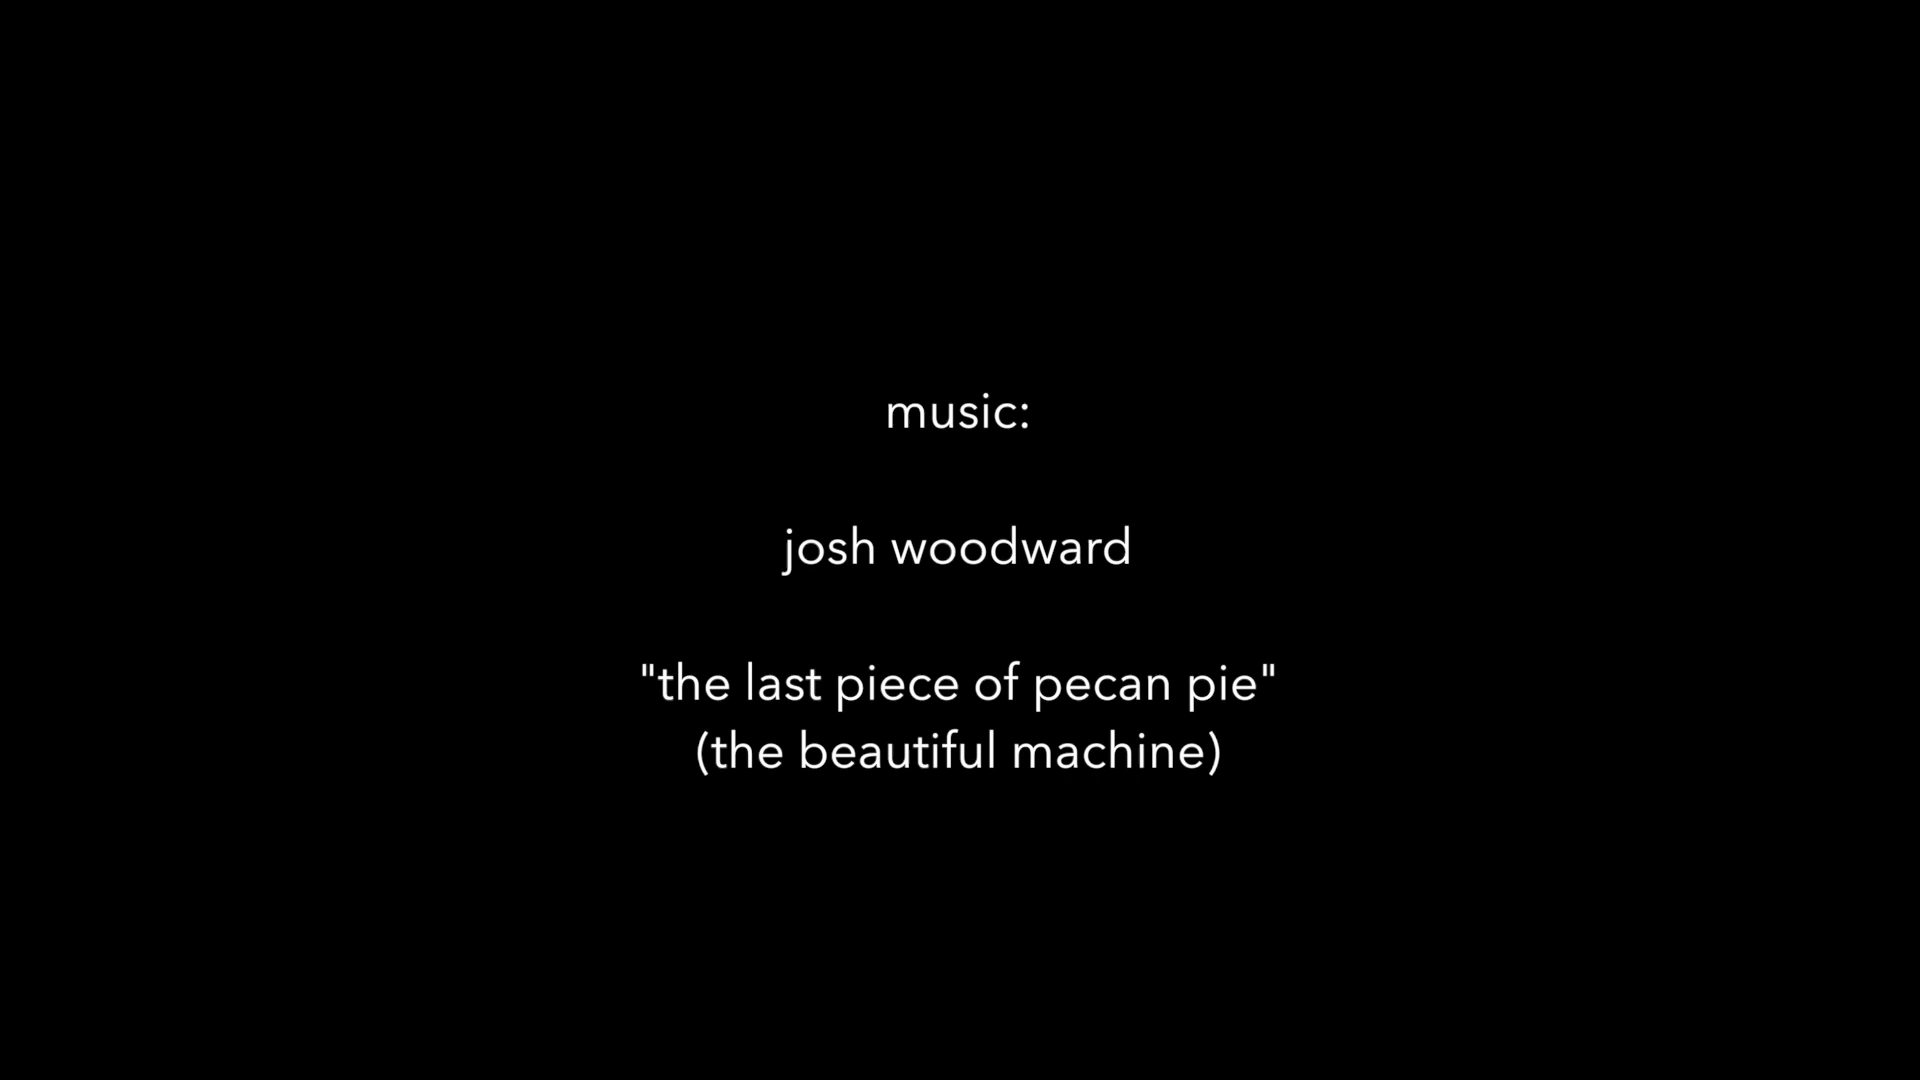 music:
josh woodward
"the last piece of pecan pie"
(the beautiful machine)